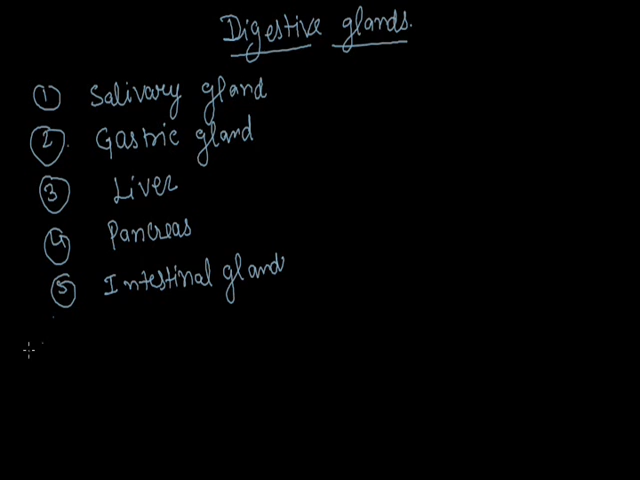 Digestive glands.
① Salivary gland
②. Gastric gland
③ Liver
④ Pancreas
⑤ Intestinal gland